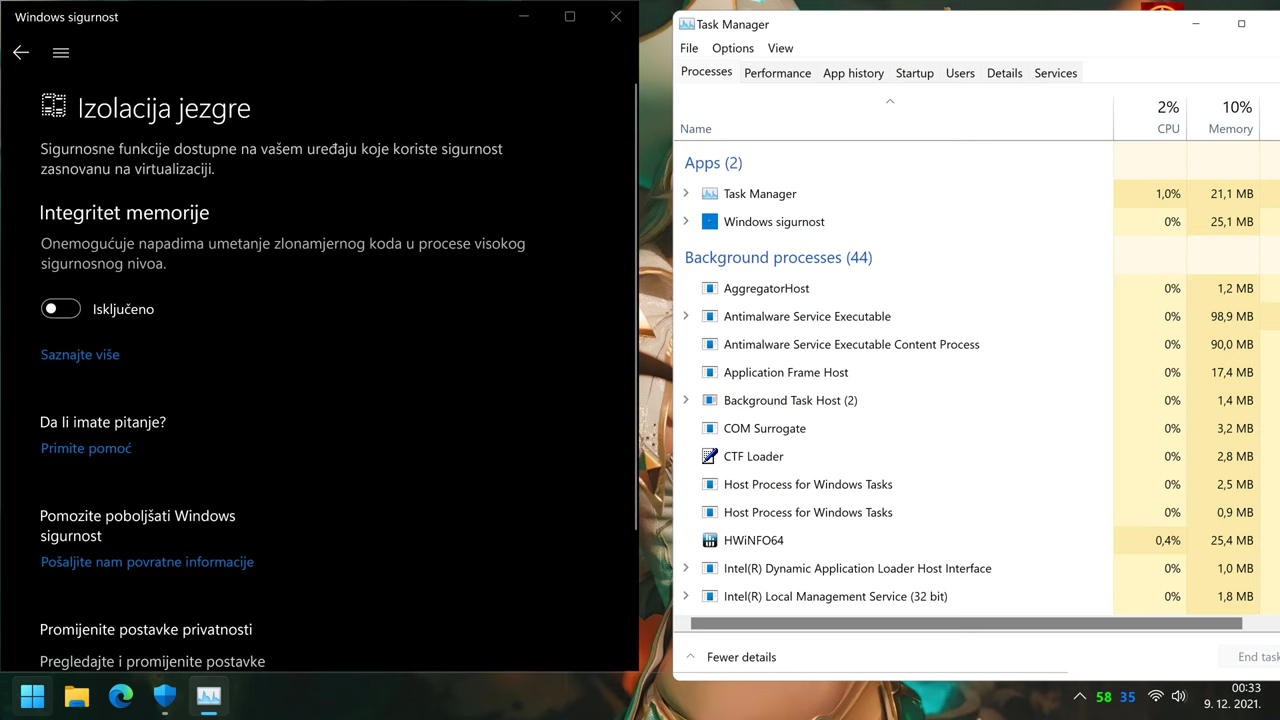 Windows sigurnost
Izolacija jezgre
Sigurnosne funkcije dostupne na vašem uređaju koje koriste sigurnost
zasnovanu na virtualizaciji.
Integritet memorije
Onemogućuje napadima umetanje zlonamjernog koda u procese visokog
sigurnosnog nivoa.
Isključeno
Saznajte više
Da li imate pitanje?
Primite pomoć
Pomozite poboljšati Windows
sigurnost
Pošaljite nam povratne informacije
Promijenite postavke privatnosti
Pregledajte i promijenite postavke
Task Manager
File Options View
Processes Performance App history Startup Users Details Services
2% 10%
Name CPU Memory
Apps (2)
Task Manager 1,0% 21,1 MB
Windows sigurnost 0% 25,1 MB
Background processes (44)
AggregatorHost 0% 1,2 MB
Antimalware Service Executable 0% 98,9 MB
Antimalware Service Executable Content Process 0% 90,0 MB
Application Frame Host 0% 17,4 MB
Background Task Host (2) 0% 1,4 MB
COM Surrogate 0% 3,2 MB
CTF Loader 0% 2,8 MB
Host Process for Windows Tasks 0% 2,5 MB
Host Process for Windows Tasks 0% 0,9 MB
HWiNFO64 0,4% 25,4 MB
Intel(R) Dynamic Application Loader Host Interface 0% 1,0 MB
Intel(R) Local Management Service (32 bit) 0% 1,8 MB
Fewer details End task
58 35 00:33
9. 12. 2021.